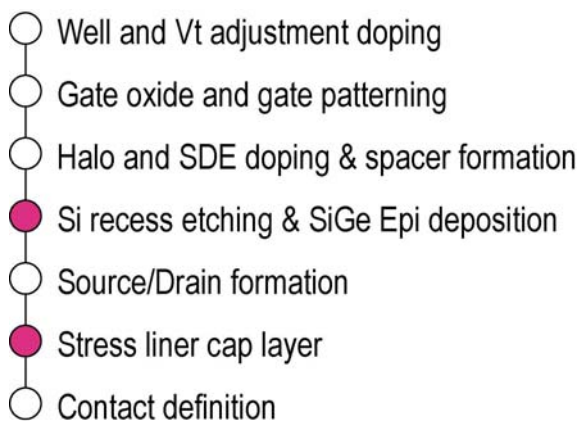 Well and Vt adjustment doping
Gate oxide and gate patterning
Halo and SDE doping & spacer formation
Si recess etching & SiGe Epi deposition
Source/Drain formation
Stress liner cap layer
Contact definition